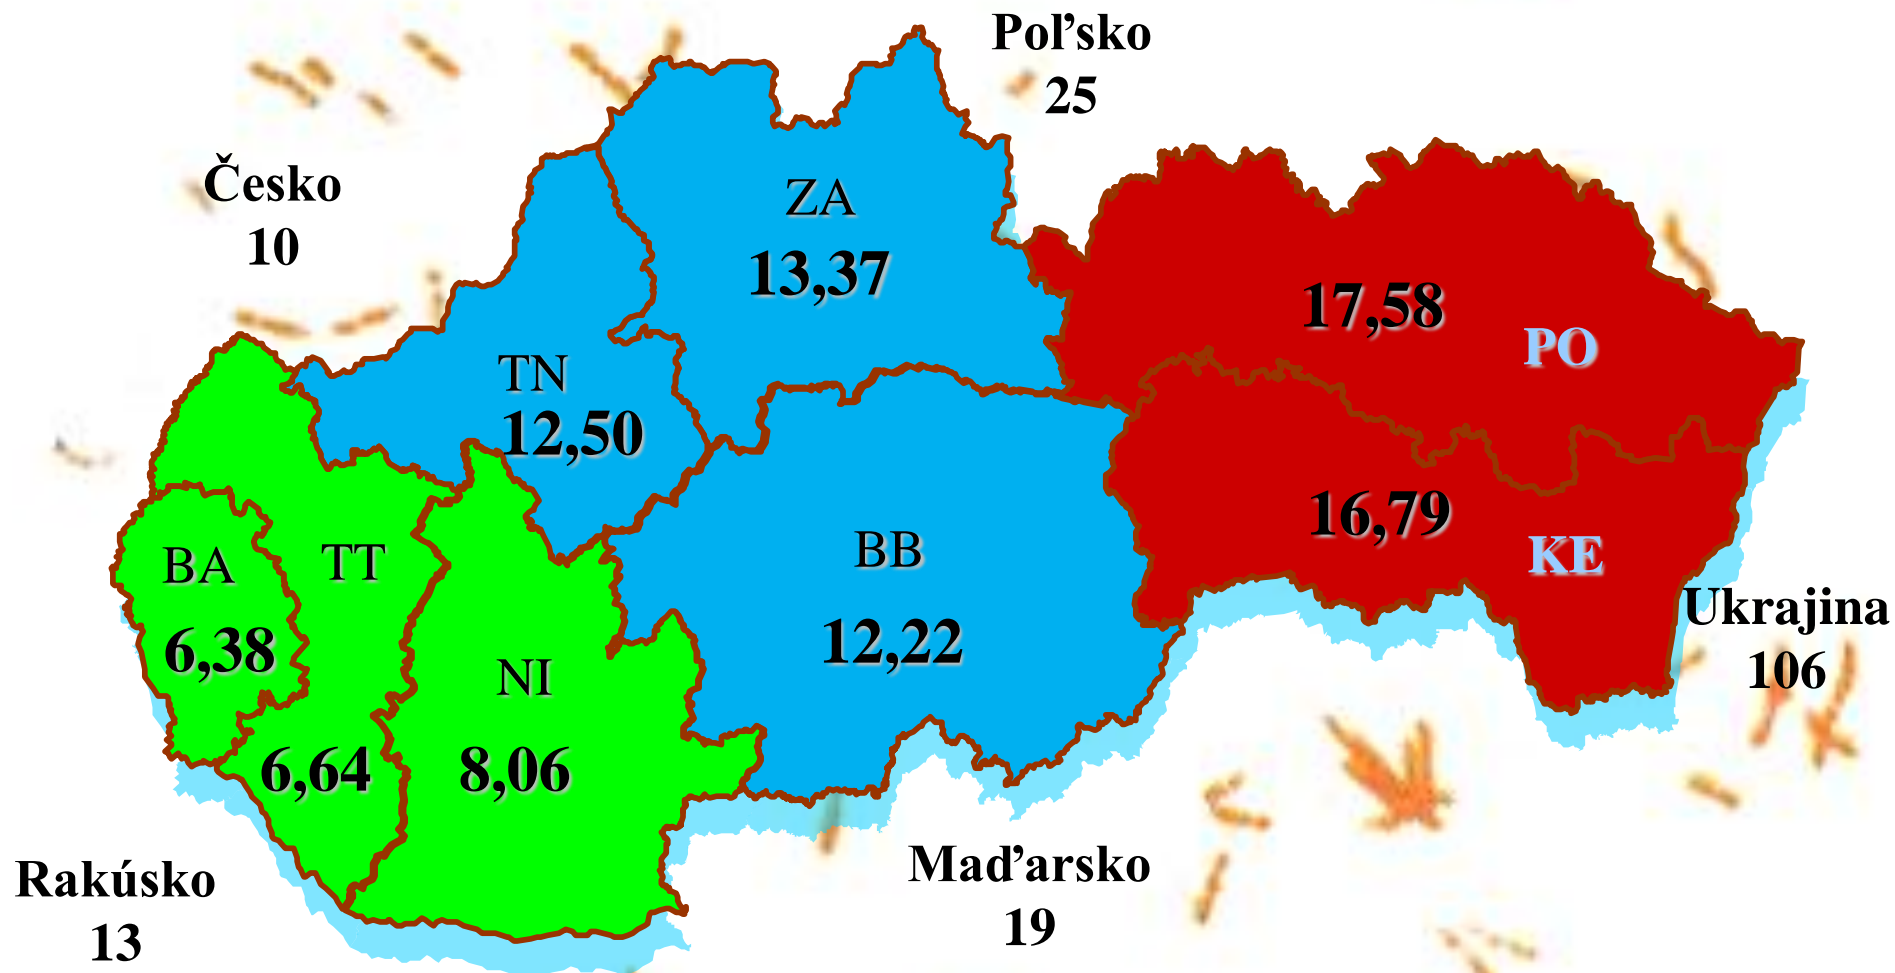 Poľsko
25
Česko
10
ZA
13,37
17,58
PO
TN
12,50
16,79
KE
BB
12,22
BA
6,38
TT
6,64
NI
8,06
Ukrajina
106
Maďarsko
19
Rakúsko
13